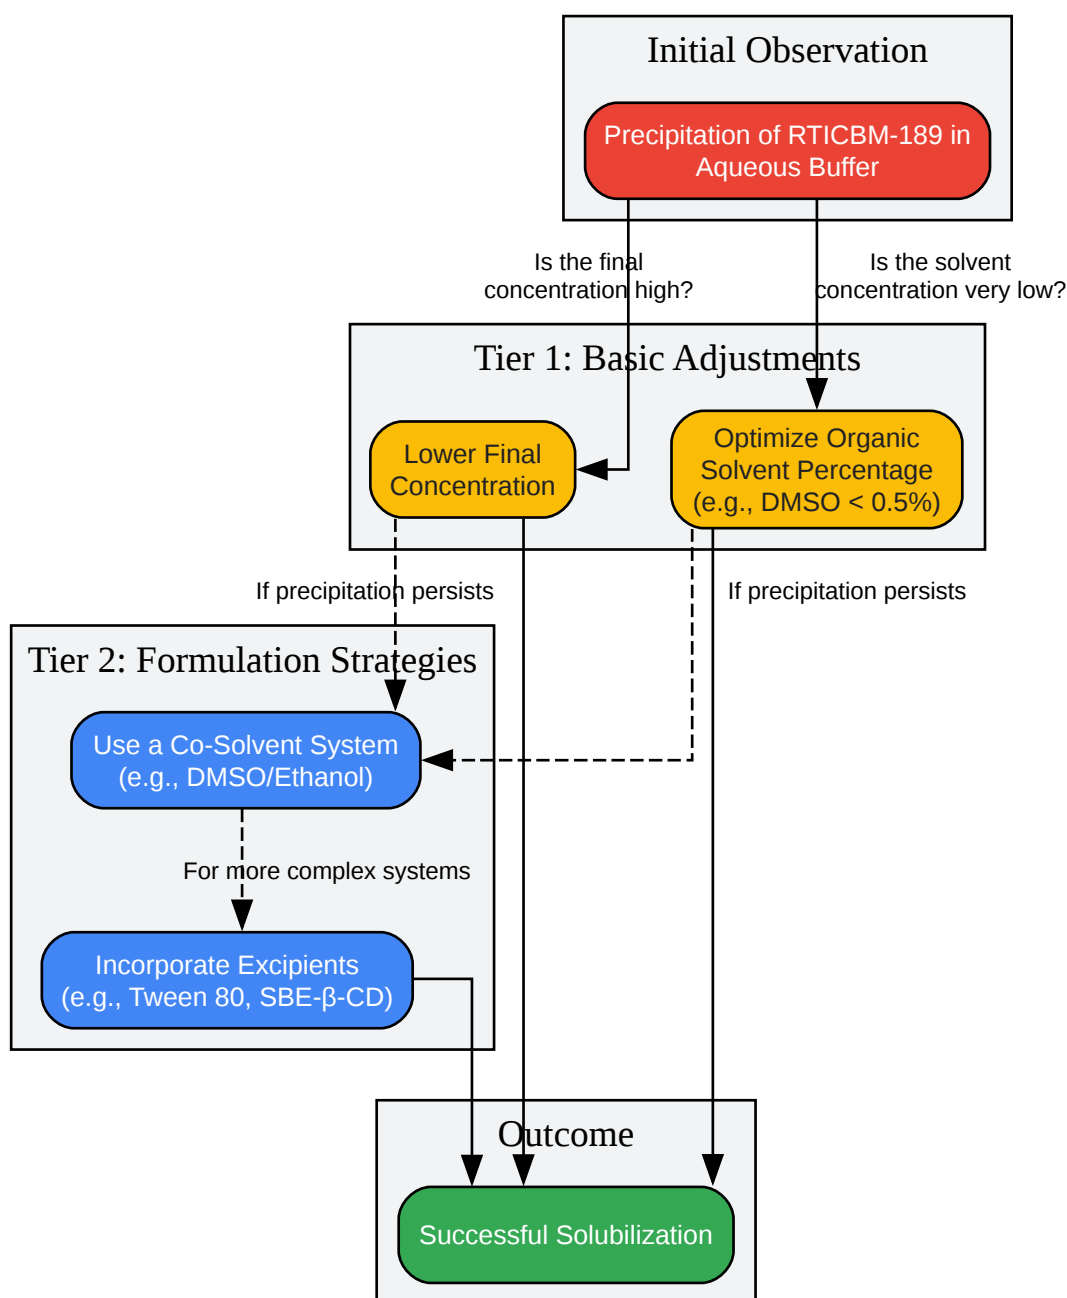 Initial Observation
Precipitation of RTICBM-189 in
Aqueous Buffer
Is the final
concentration high?
Is the solvent
concentration very low?
Tier 1: Basic Adjustments
Lower Final
Concentration
Optimize Organic
Solvent Percentage
(e.g., DMSO < 0.5%)
If precipitation persists
If precipitation persists
Tier 2: Formulation Strategies
Use a Co-Solvent System
(e.g., DMSO/Ethanol)
For more complex systems
Incorporate Excipients
(e.g., Tween 80, SBE-β-CD)
Outcome
Successful Solubilization